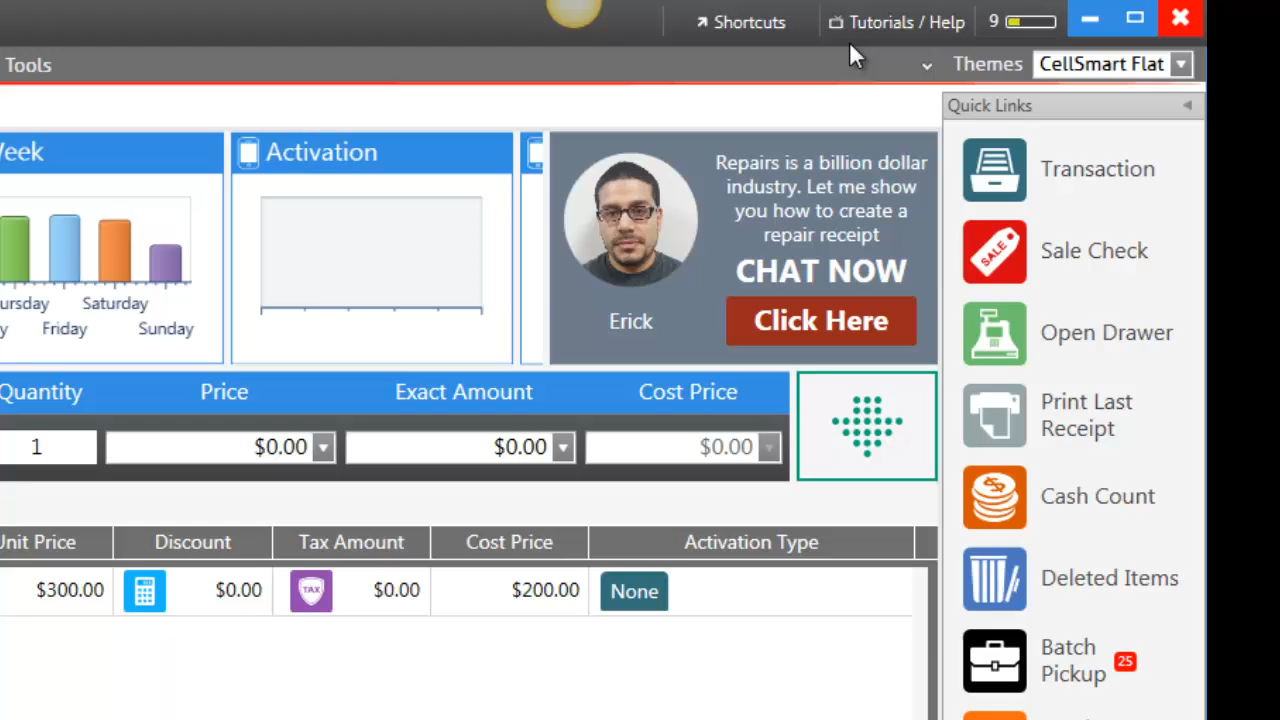 Shortcuts
Tutorials / Help
9
Tools
Themes
CellSmart Flat
Quick Links
Week
Activation
Thursday
Saturday
Friday
Sunday
Repairs is a billion dollar
industry. Let me show
you how to create a
repair receipt
CHAT NOW
Click Here
Erick
Transaction
SALE
Sale Check
Open Drawer
Print Last
Receipt
Cash Count
Deleted Items
Batch
Pickup
25
Quantity
Price
Exact Amount
Cost Price
1
$0.00
$0.00
$0.00
Unit Price
Discount
Tax Amount
Cost Price
Activation Type
$300.00
$0.00
TAX
$0.00
$200.00
None